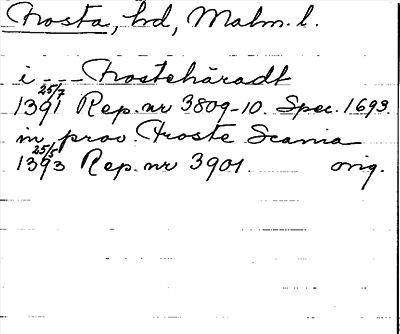 Frosta, hd, Malm. l.
i - - - Frostehäradt
1391 25/7 Rep. nr 3809-10. Spec. 1693.
in prov. Froste Scania
1393 25/5 Rep. nr 3901 orig.